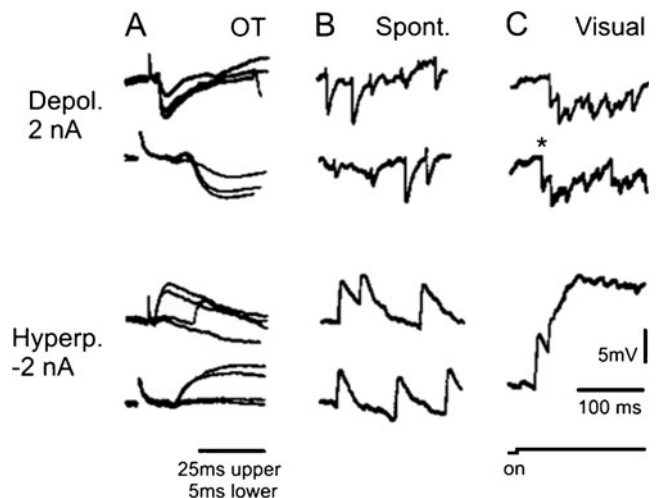 A OT B Spont. C Visual
Depol.
2 nA
*
Hyperp.
-2 nA
5mV
100 ms
25ms upper
5ms lower
on